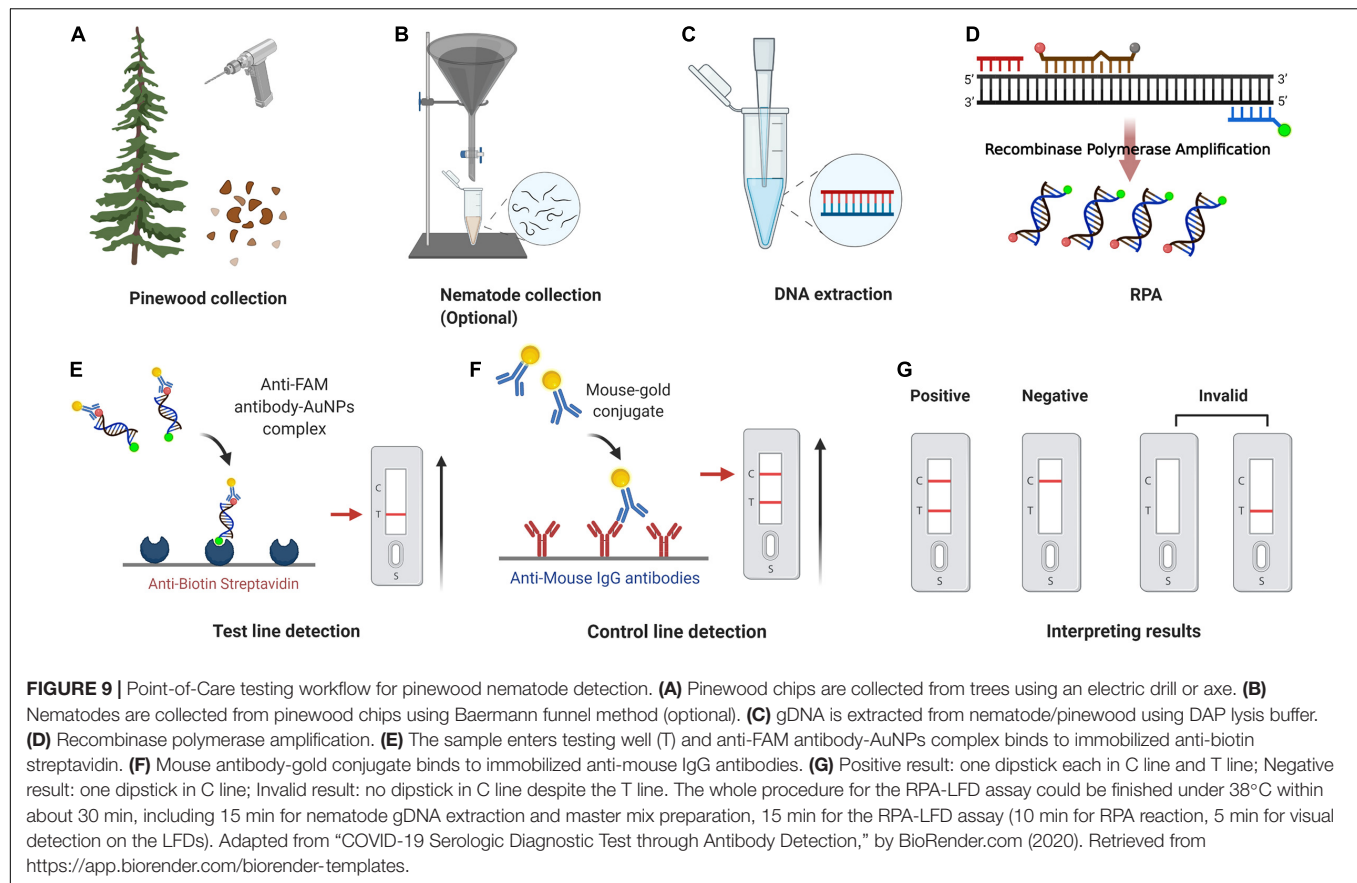 A
B
C
D
5’
3’
3’
5’
Recombinase Polymerase Amplification
Pinewood collection
Nematode collection
(Optional)
DNA extraction
RPA
E
Anti-FAM
antibody-AuNPs
complex
C
T
S
Anti-Biotin Streptavidin
Test line detection
F
Mouse-gold
conjugate
C
T
S
Anti-Mouse IgG antibodies
Control line detection
G
Positive
Negative
Invalid
C
T
S
C
T
S
C
T
S
C
T
S
Interpreting results
FIGURE 9 | Point-of-Care testing workflow for pinewood nematode detection. (A) Pinewood chips are collected from trees using an electric drill or axe. (B)
Nematodes are collected from pinewood chips using Baermann funnel method (optional). (C) gDNA is extracted from nematode/pinewood using DAP lysis buffer.
(D) Recombinase polymerase amplification. (E) The sample enters testing well (T) and anti-FAM antibody-AuNPs complex binds to immobilized anti-biotin
streptavidin. (F) Mouse antibody-gold conjugate binds to immobilized anti-mouse IgG antibodies. (G) Positive result: one dipstick each in C line and T line; Negative
result: one dipstick in C line; Invalid result: no dipstick in C line despite the T line. The whole procedure for the RPA-LFD assay could be finished under 38°C within
about 30 min, including 15 min for nematode gDNA extraction and master mix preparation, 15 min for the RPA-LFD assay (10 min for RPA reaction, 5 min for visual
detection on the LFDs). Adapted from “COVID-19 Serologic Diagnostic Test through Antibody Detection,” by BioRender.com (2020). Retrieved from
https://app.biorender.com/biorender-templates.